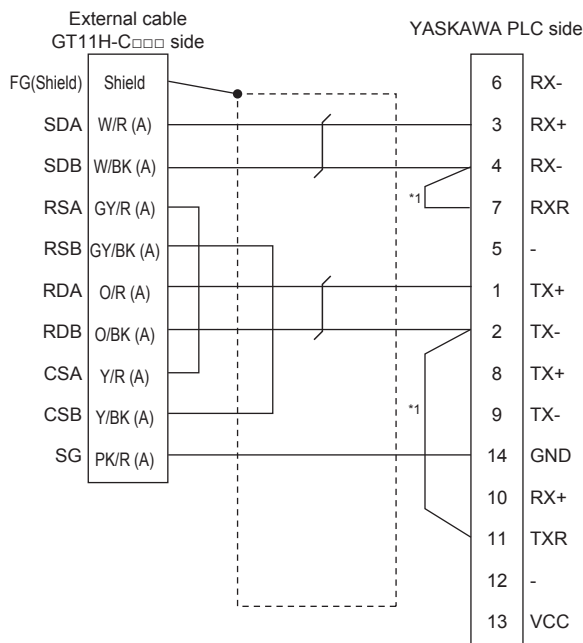 External cable
GT11H-C□□□ side
YASKAWA PLC side
FG(Shield) Shield 6 RX-
SDA W/R (A) 3 RX+
SDB W/BK (A) 4 RX-
*1
RSA GY/R (A) 7 RXR
RSB GY/BK (A) 5 -
RDA O/R (A) 1 TX+
RDB O/BK (A) 2 TX-
CSA Y/R (A) 8 TX+
CSB Y/BK (A) *1 9 TX-
SG PK/R (A) 14 GND
10 RX+
11 TXR
12 -
13 VCC